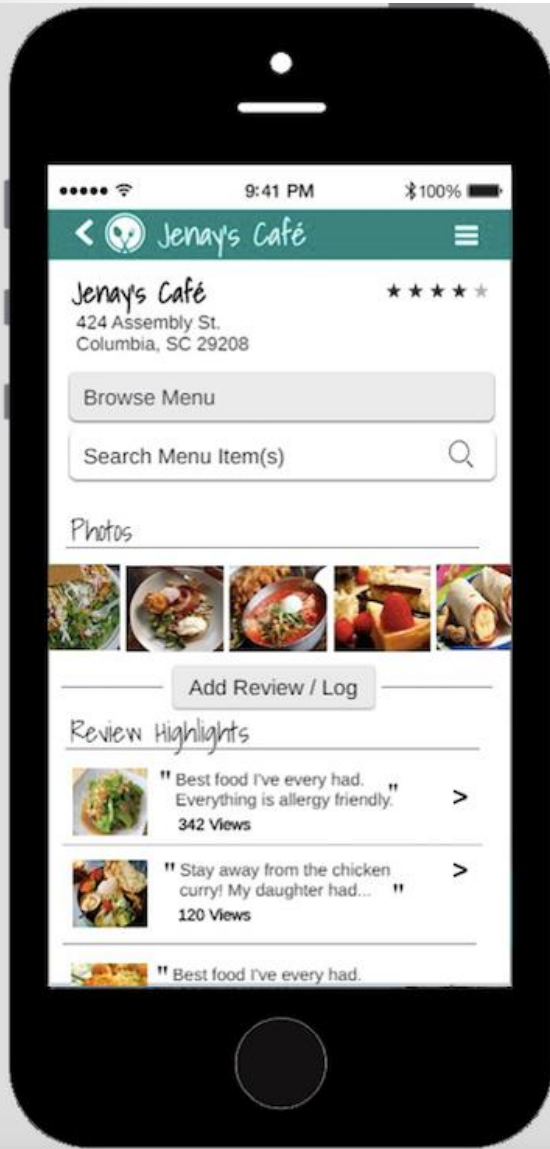 9:41 PM
100%
Jenay's Café
Jenay's Café
424 Assembly St.
Columbia, SC 29208
Browse Menu
Search Menu Item(s)
Photos
Add Review / Log
Review Highlights
" Best food I've every had.
Everything is allergy friendly. "
342 Views
" Stay away from the chicken
curry! My daughter had... "
120 Views
" Best food I've every had.